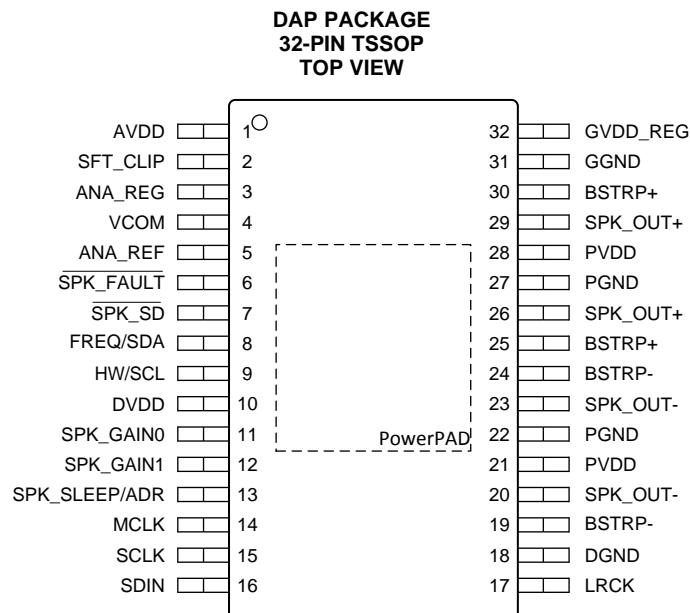 DAP PACKAGE
32-PIN TSSOP
TOP VIEW
AVDD 1 32 GVDD_REG
SFT_CLIP 2 31 GGND
ANA_REG 3 30 BSTRP+
VCOM 4 29 SPK_OUT+
ANA_REF 5 28 PVDD
SPK_FAULT 6 27 PGND
SPK_SD 7 26 SPK_OUT+
FREQ/SDA 8 25 BSTRP+
HW/SCL 9 24 BSTRP-
DVDD 10 23 SPK_OUT-
SPK_GAIN0 11 PowerPAD 22 PGND
SPK_GAIN1 12 21 PVDD
SPK_SLEEP/ADR 13 20 SPK_OUT-
MCLK 14 19 BSTRP-
SCLK 15 18 DGND
SDIN 16 17 LRCK